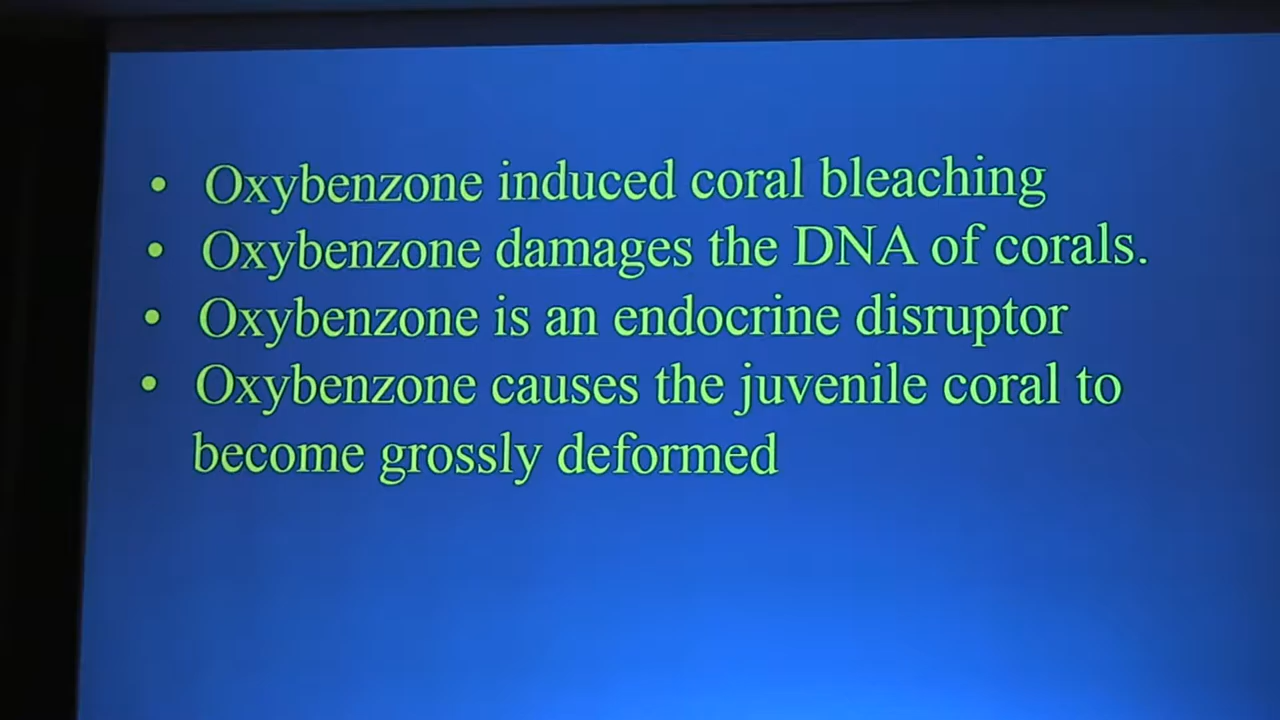 • Oxybenzone induced coral bleaching
• Oxybenzone damages the DNA of corals.
• Oxybenzone is an endocrine disruptor
• Oxybenzone causes the juvenile coral to
become grossly deformed